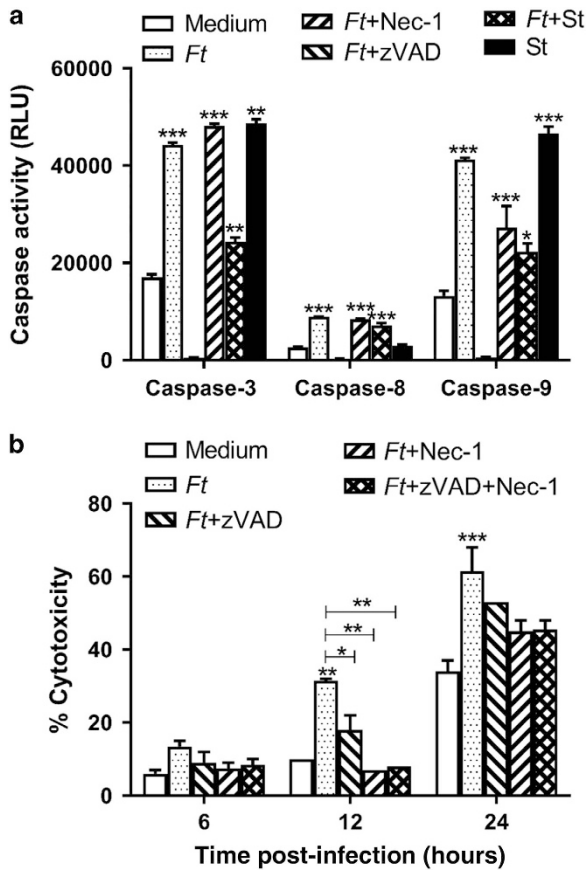 a
Medium Ft+Nec-1 Ft+St
Ft Ft+zVAD St
Caspase activity (RLU)
60000
40000
20000
0
*** *** **
**
*** *** ***
*** *** * ***
Caspase-3 Caspase-8 Caspase-9
b
Medium Ft+Nec-1
Ft Ft+zVAD+Nec-1
Ft+zVAD
% Cytotoxicity
80
60
40
20
0
**
**
*
**
***
6 12 24
Time post-infection (hours)